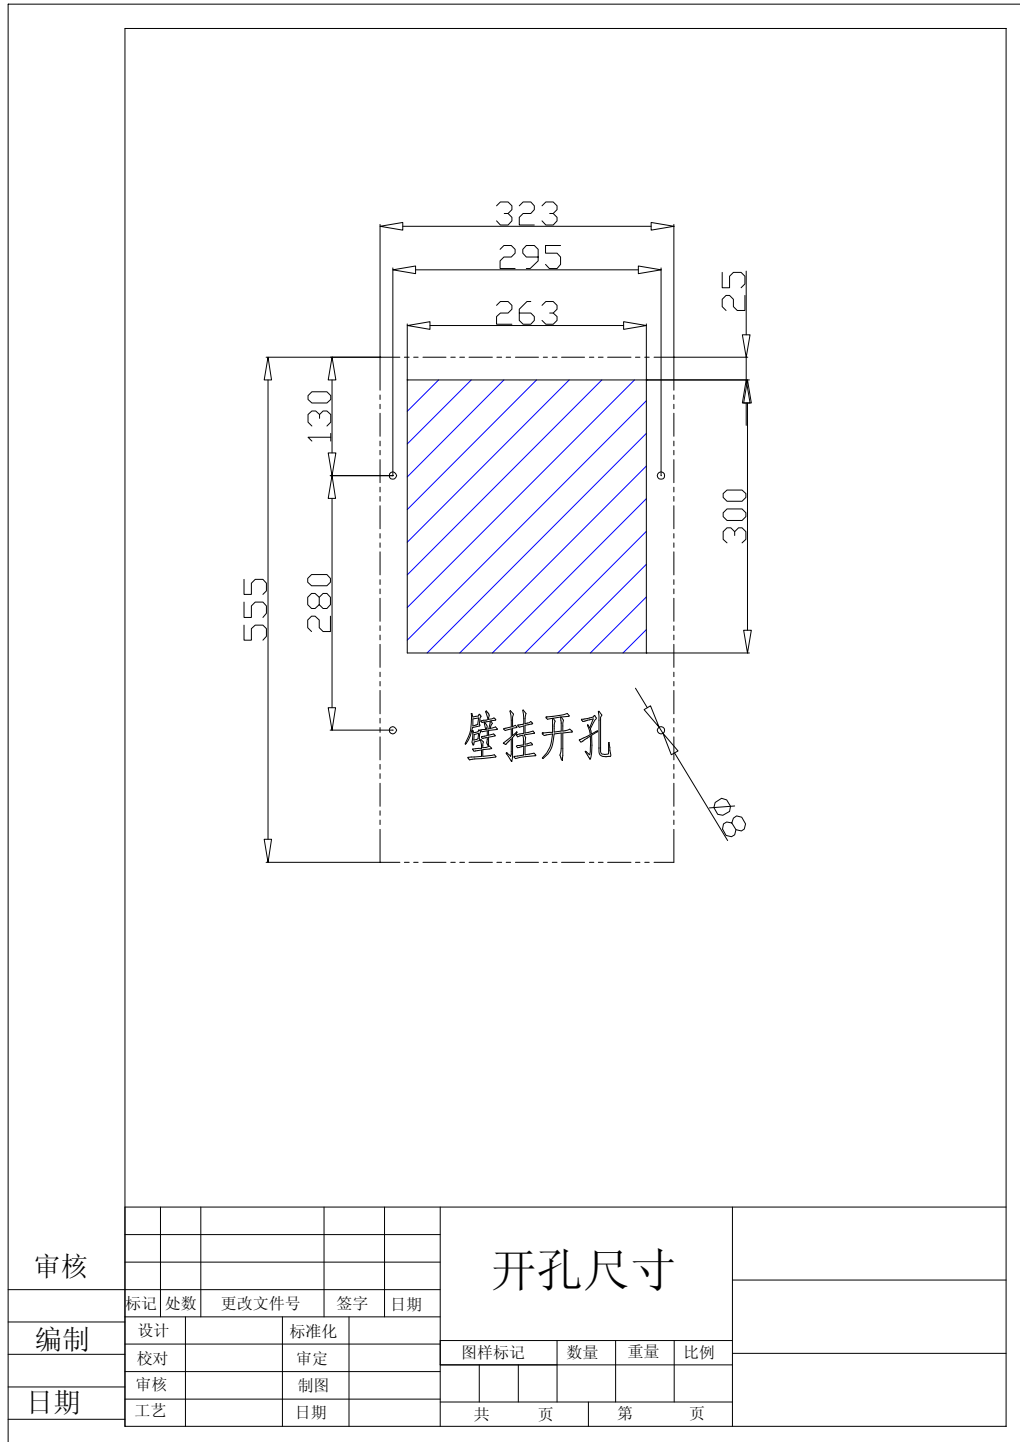 323
295
25
263
130
300
280
555
壁挂开孔
Φ8
审核
编制
日期
开孔尺寸
标记 处数 更改文件号 签字 日期
设计 标准化
校对 审定
审核 制图
工艺 日期
图样标记 数量 重量 比例
共 页 第 页